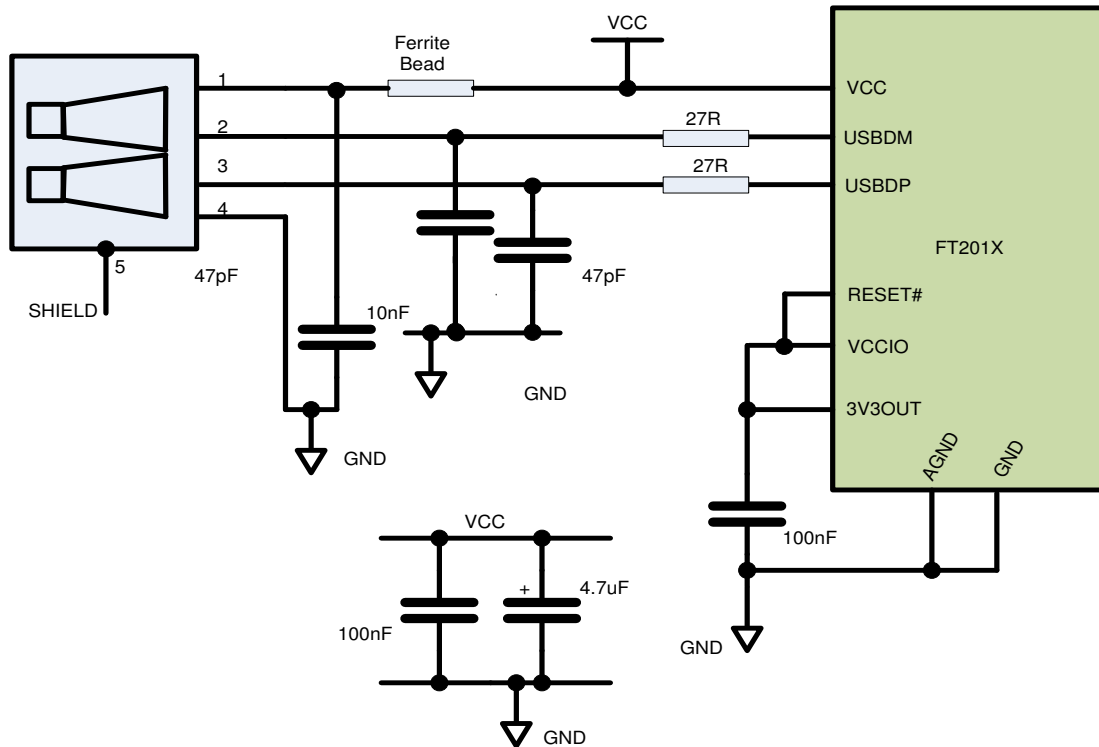 VCC
Ferrite
Bead
1
VCC
27R
2
USBDM
27R
3
USBDP
4
FT201X
5
47pF
47pF
SHIELD
10nF
RESET#
VCCIO
GND
3V3OUT
GND
AGND
GND
VCC
100nF
+
4.7uF
100nF
GND
GND